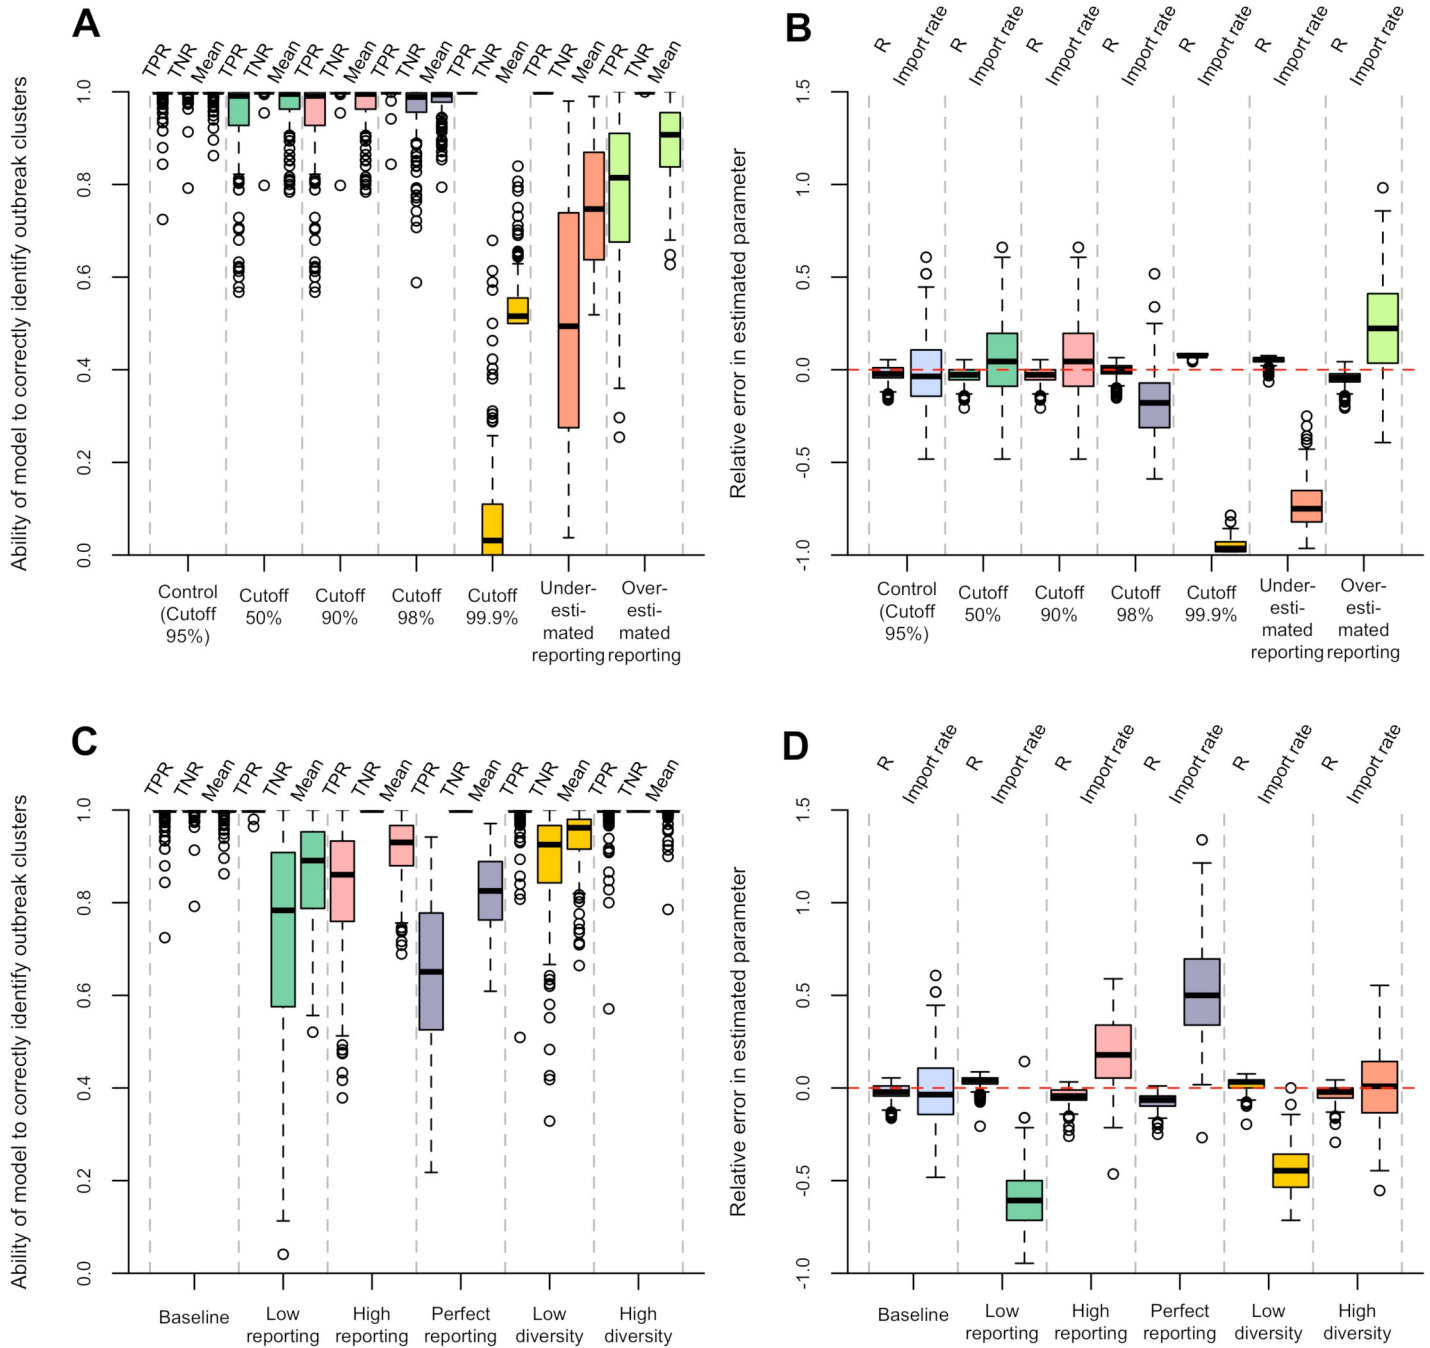 A
TPR TNR Mean TPR TNR Mean TPR TNR Mean TPR TNR Mean TPR TNR Mean TPR TNR Mean TPR TNR Mean
Ability of model to correctly identify outbreak clusters
1.0
0.8
0.6
0.4
0.2
0.0
Control
(Cutoff
95%)
Cutoff
50%
Cutoff
90%
Cutoff
98%
Cutoff
99.9%
Under-
esti-
mated
reporting
Over-
esti-
mated
reporting
B
R Import rate R Import rate R Import rate R Import rate R Import rate R Import rate R Import rate
Relative error in estimated parameter
1.5
1.0
0.5
0.0
-0.5
-1.0
Control
(Cutoff
95%)
Cutoff
50%
Cutoff
90%
Cutoff
98%
Cutoff
99.9%
Under-
esti-
mated
reporting
Over-
esti-
mated
reporting
C
TPR TNR Mean TPR TNR Mean TPR TNR Mean TPR TNR Mean TPR TNR Mean TPR TNR Mean
Ability of model to correctly identify outbreak clusters
1.0
0.8
0.6
0.4
0.2
0.0
Baseline
Low
reporting
High
reporting
Perfect
reporting
Low
diversity
High
diversity
D
R Import rate R Import rate R Import rate R Import rate R Import rate R Import rate
Relative error in estimated parameter
1.5
1.0
0.5
0.0
-0.5
-1.0
Baseline
Low
reporting
High
reporting
Perfect
reporting
Low
diversity
High
diversity